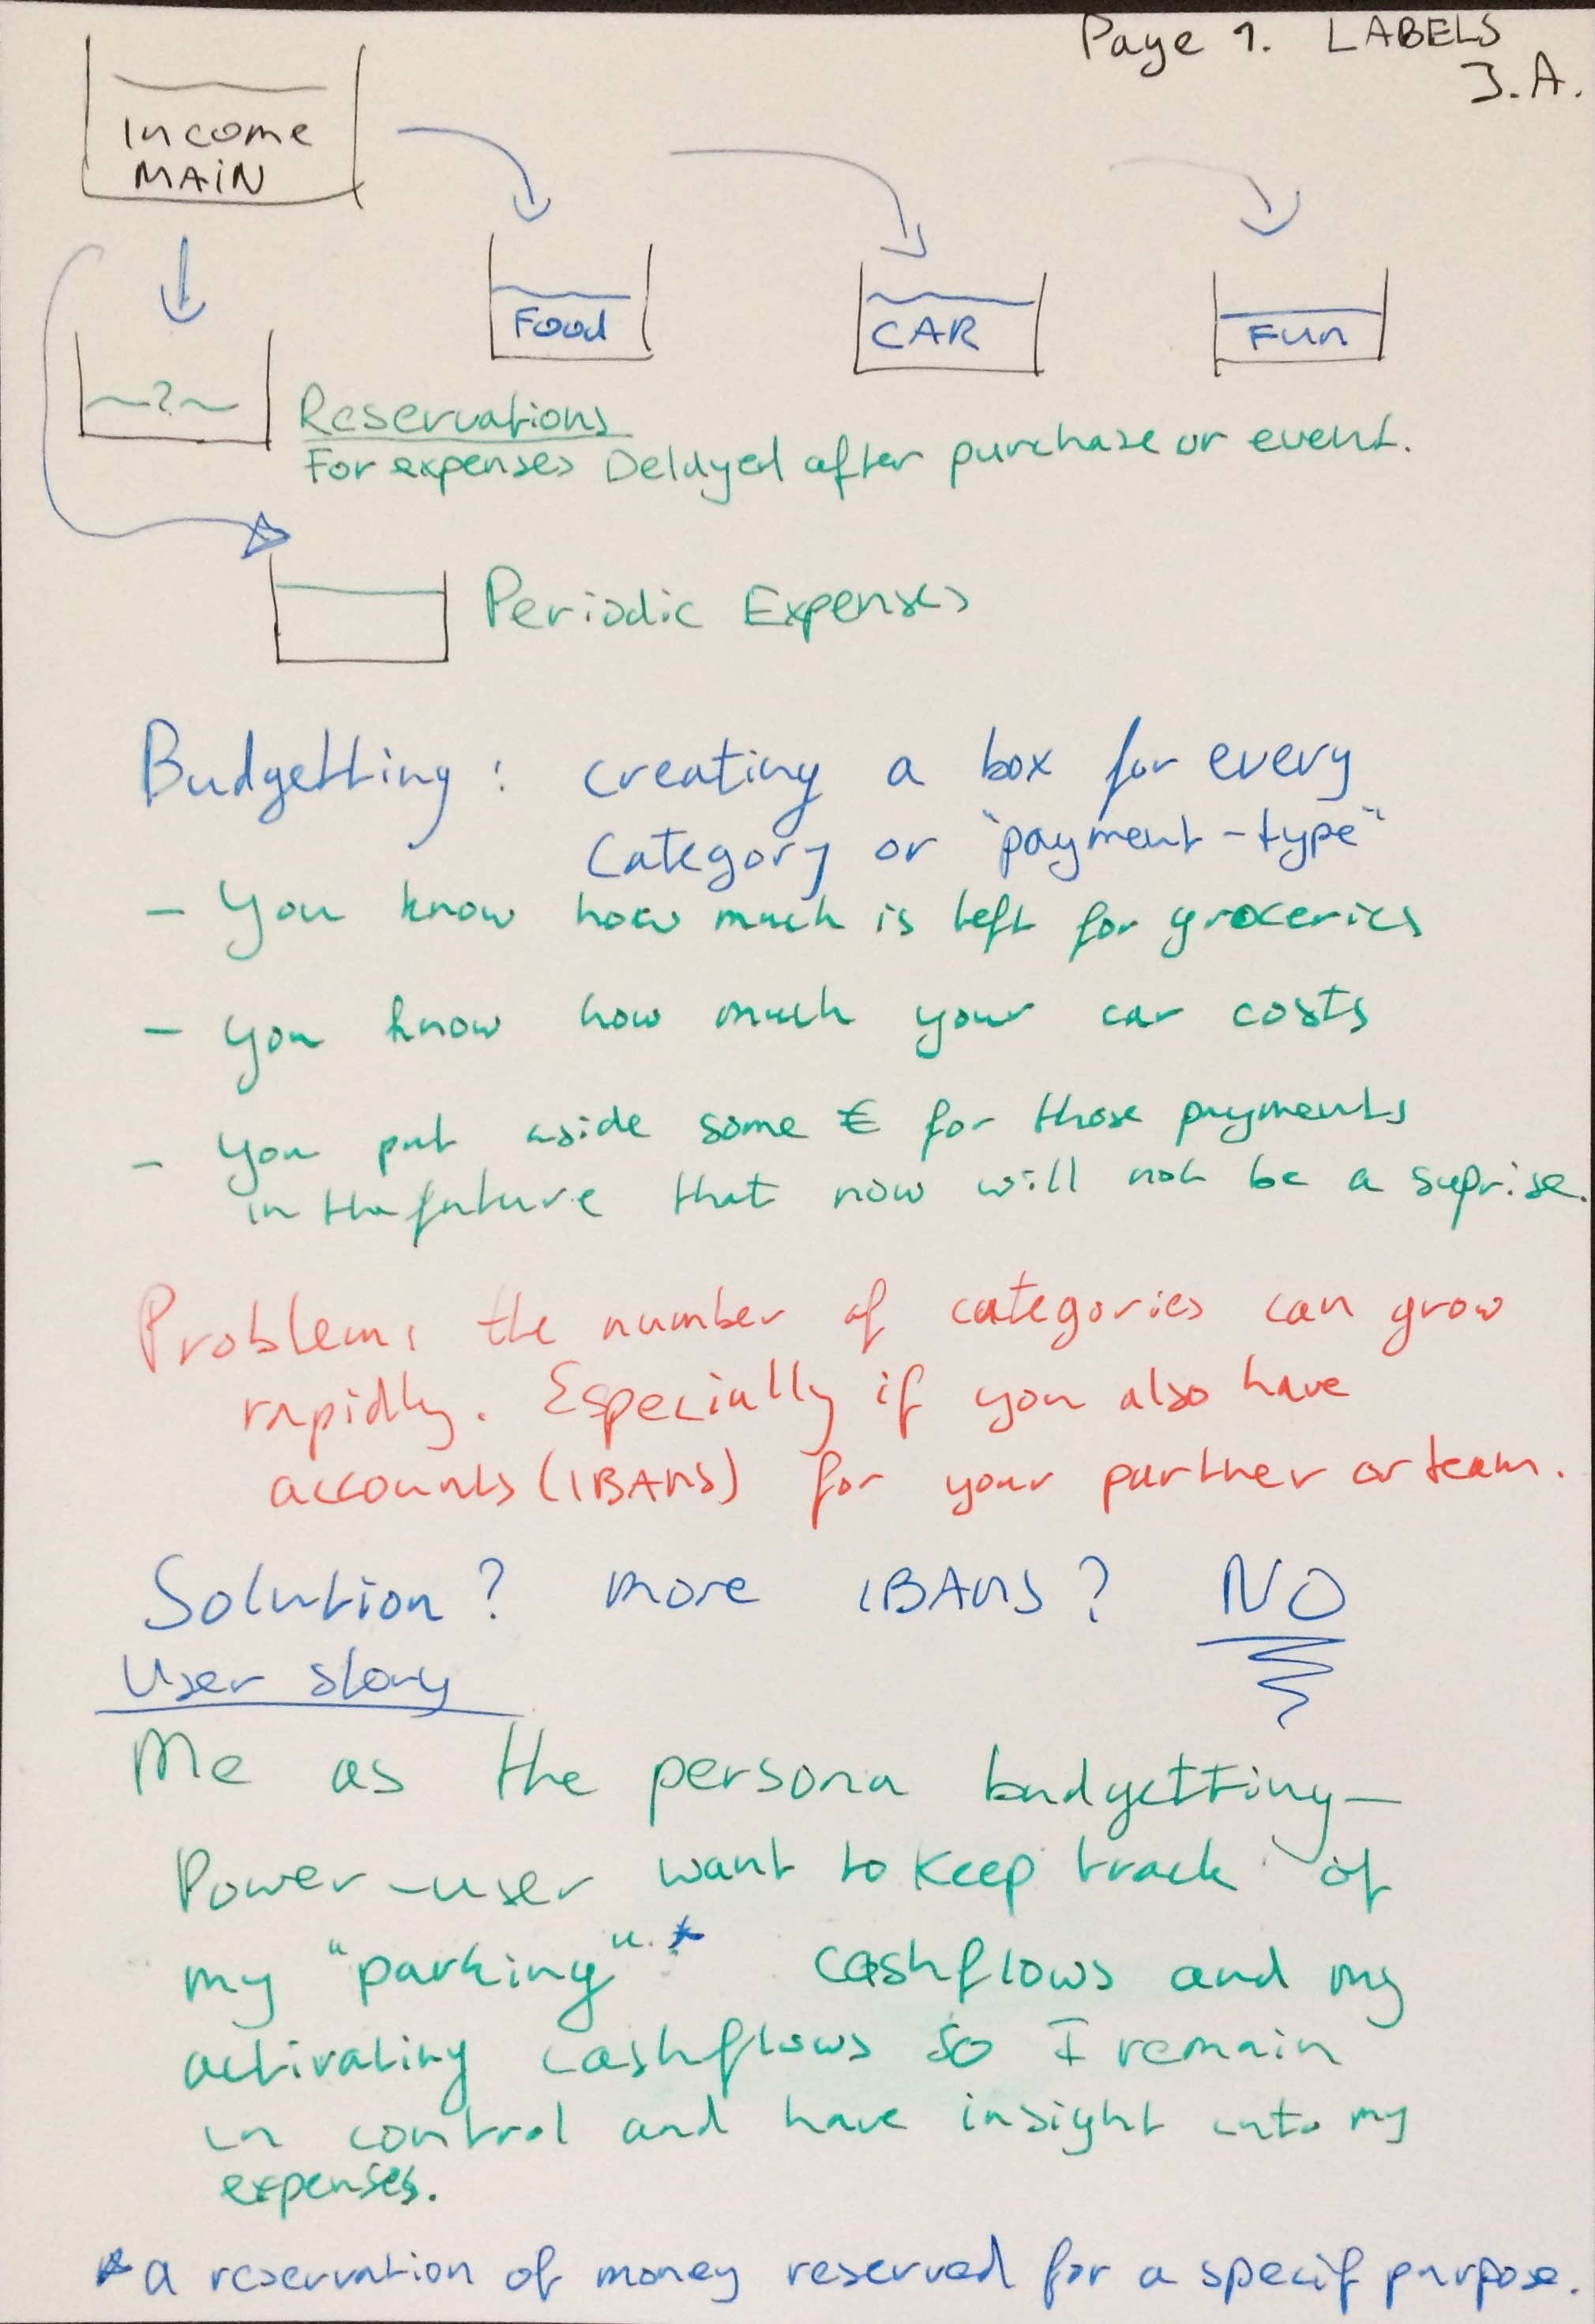 Page 1. LABELS
J.A.
Income
MAIN
Food
CAR
Fun
~?~
Reservations
For expenses Delayed after purchase or event.
Periodic Expenses
Budgetting: creating a box for every
Category or "payment-type"
- You know how much is left for groceries
- you know how much your car costs
- you put aside some € for those payments
in the future that now will not be a suprise.
Problem: the number of categories can grow
rapidly. Especially if you also have
accounts (IBANs) for your partner or team.
Solution? more IBANs? NO
User story
Me as the persona budgetting-
Power-user want to keep track of
my "parking"* cashflows and my
activating cashflows so I remain
in control and have insight into my
expenses.
* a reservation of money reserved for a specif purpose.